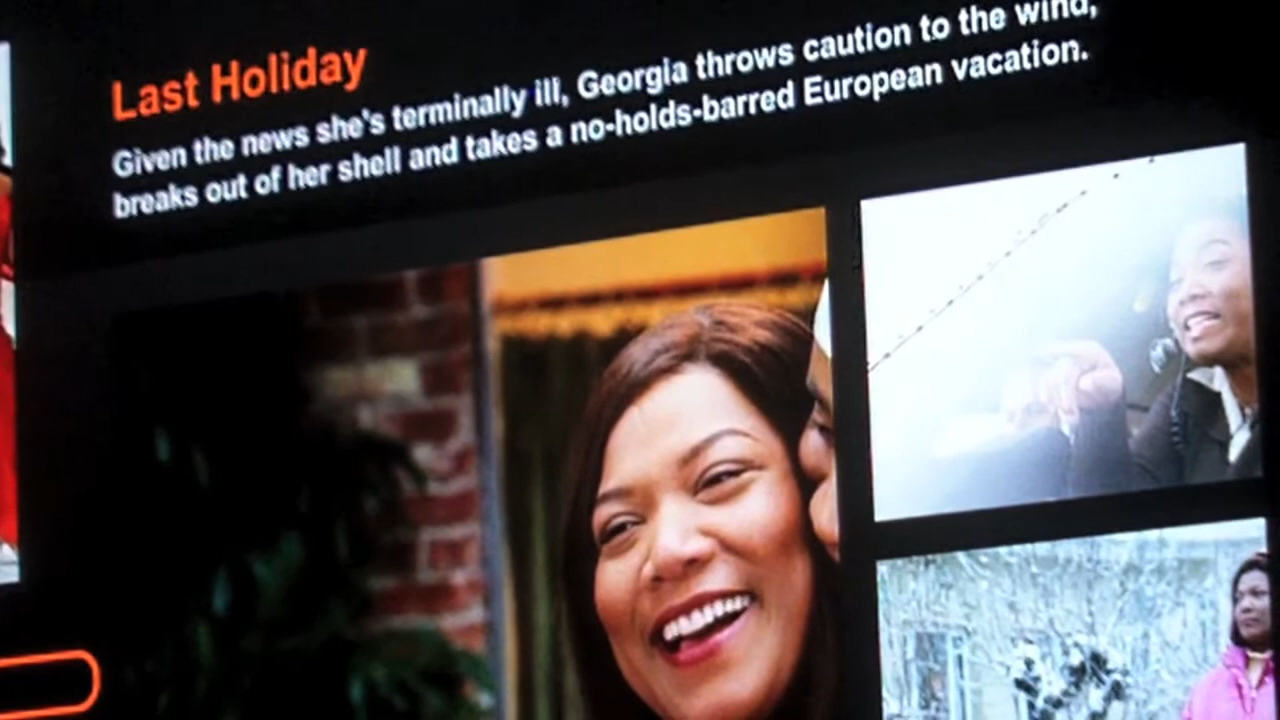 Last Holiday
Given the news she's terminally ill, Georgia throws caution to the wind,
breaks out of her shell and takes a no-holds-barred European vacation.